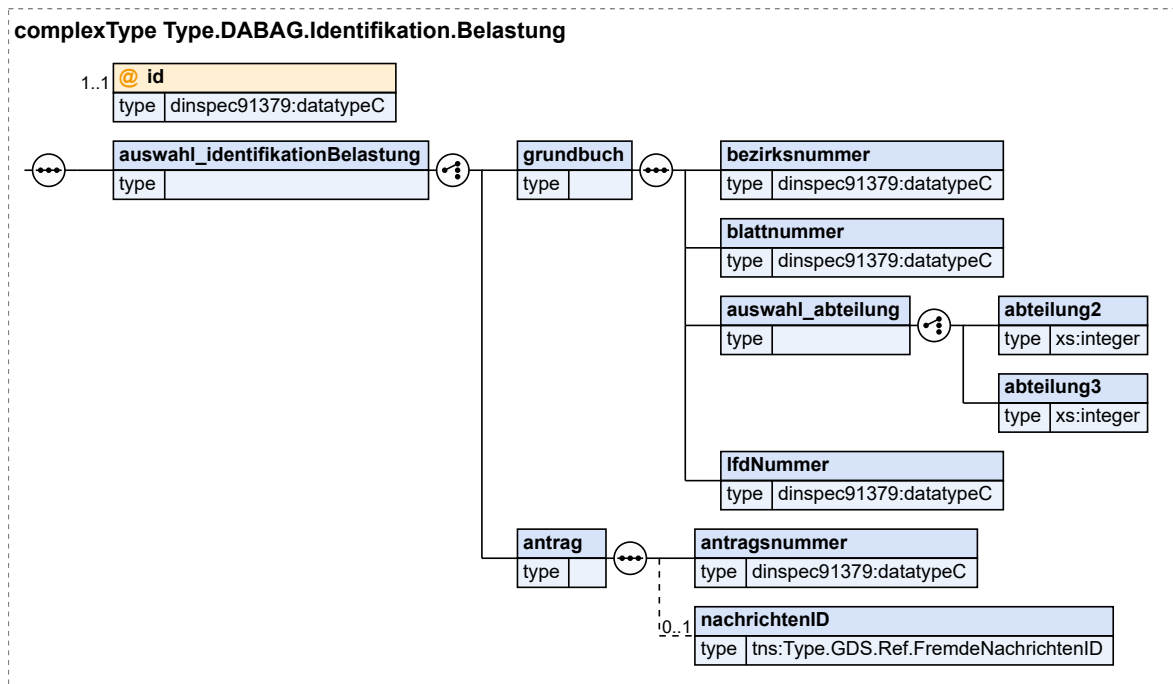 complexType Type.DABAG.Identifikation.Belastung
1..1
@ id
type dinspec91379:datatypeC
auswahl_identifikationBelastung
type
grundbuch
type
bezirksnummer
type dinspec91379:datatypeC
blattnummer
type dinspec91379:datatypeC
auswahl_abteilung
type
abteilung2
type xs:integer
abteilung3
type xs:integer
lfdNummer
type dinspec91379:datatypeC
antrag
type
antragsnummer
type dinspec91379:datatypeC
0..1
nachrichtenID
type tns:Type.GDS.Ref.FremdeNachrichtenID